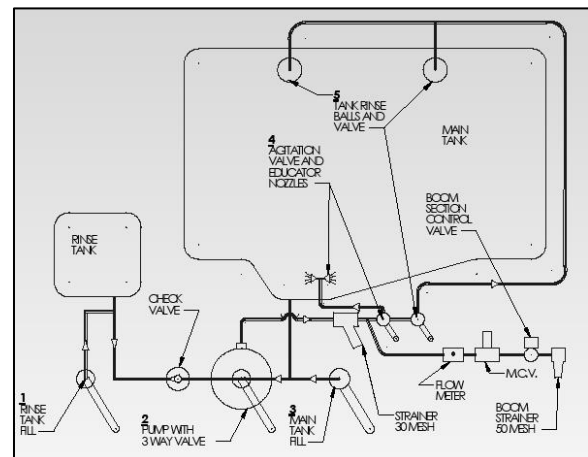 5
TANK RINSE
BALLS AND
VALVE
MAIN
TANK
4
AGITATION
VALVE AND
EDUCATOR
NOZZLES
BOOM
SECTION
CONTROL
VALVE
RINSE
TANK
CHECK
VALVE
1
RINSE
TANK
FILL
2
PUMP WITH
3 WAY VALVE
3
MAIN
TANK
FILL
STRAINER
30 MESH
FLOW
METER
M.C.V.
BOOM
STRAINER
50 MESH